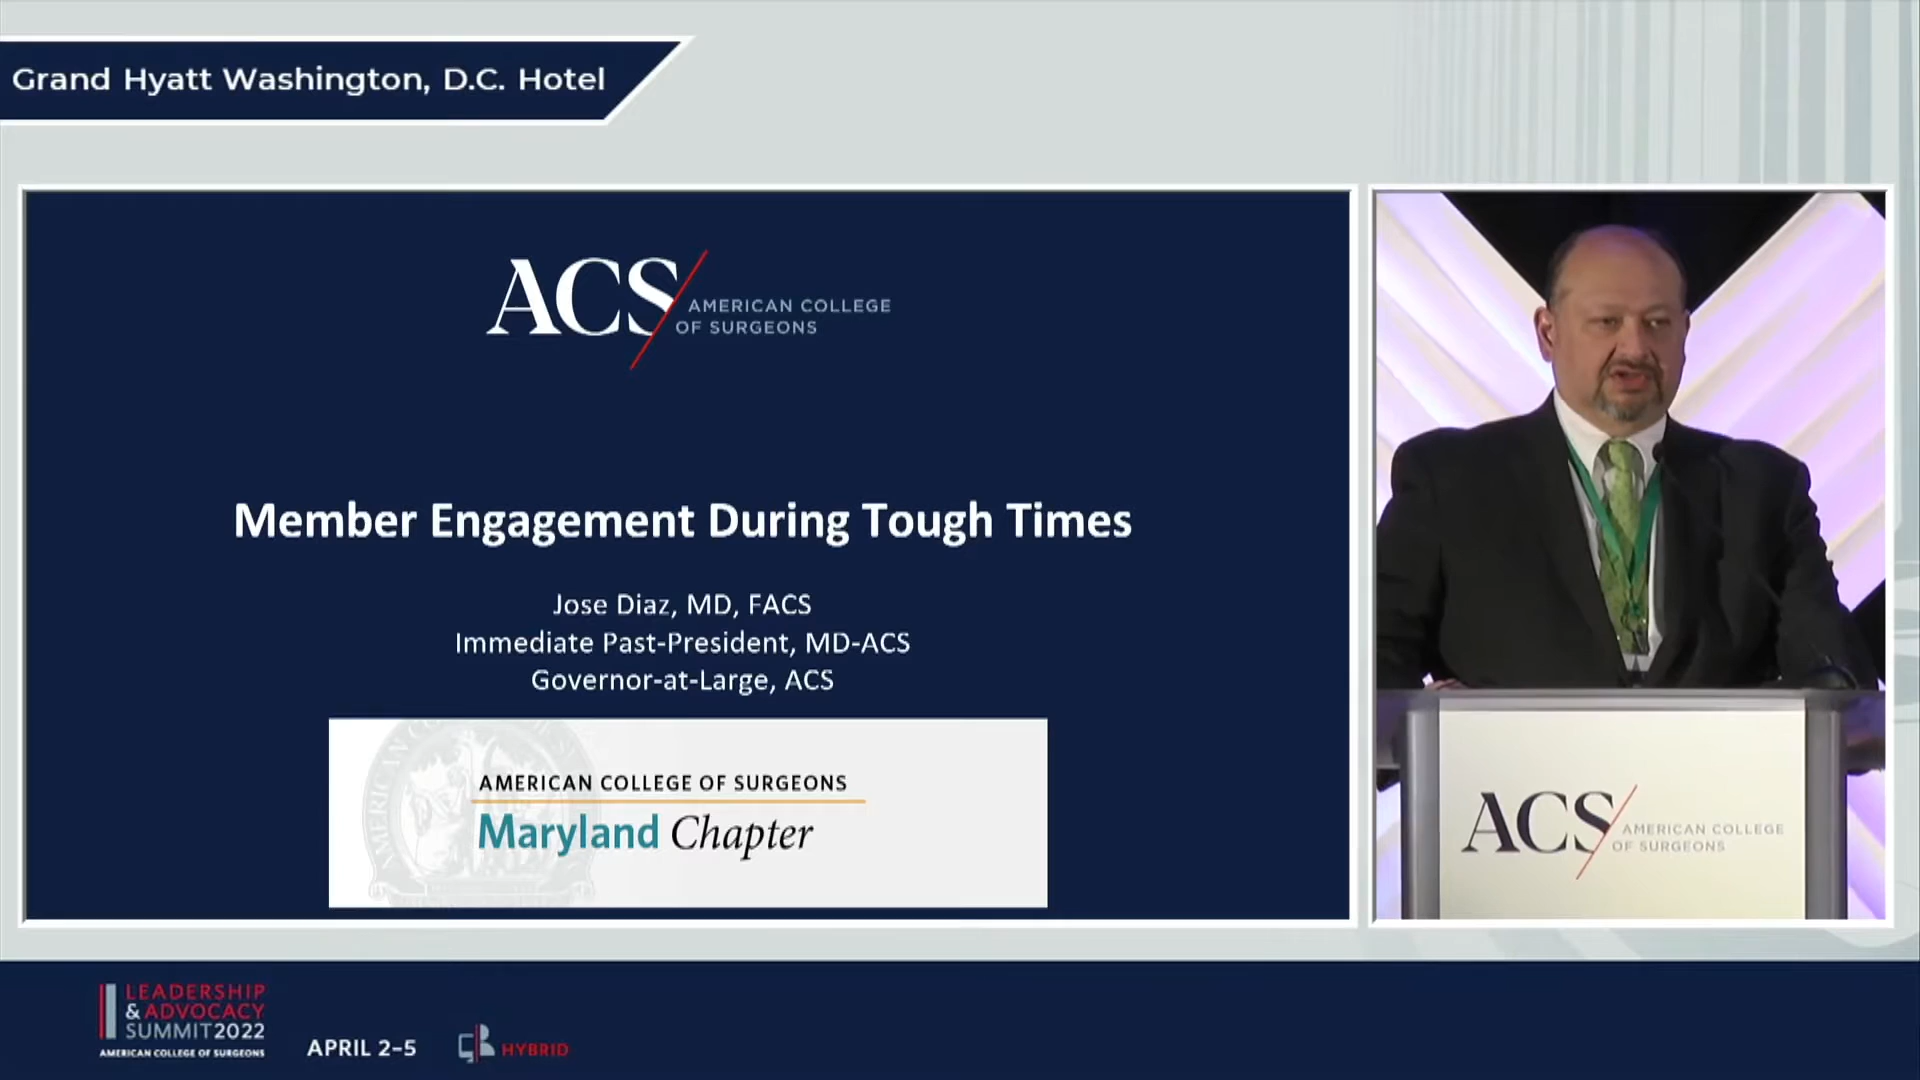 Grand Hyatt Washington, D.C. Hotel
ACS
AMERICAN COLLEGE
OF SURGEONS
Member Engagement During Tough Times
Jose Diaz, MD, FACS
Immediate Past-President, MD-ACS
Governor-at-Large, ACS
AMERICAN COLLEGE OF SURGEONS
Maryland Chapter
ACS
AMERICAN COLLEGE
OF SURGEONS
LEADERSHIP
& ADVOCACY
SUMMIT2022
AMERICAN COLLEGE OF SURGEONS
APRIL 2-5
HYBRID